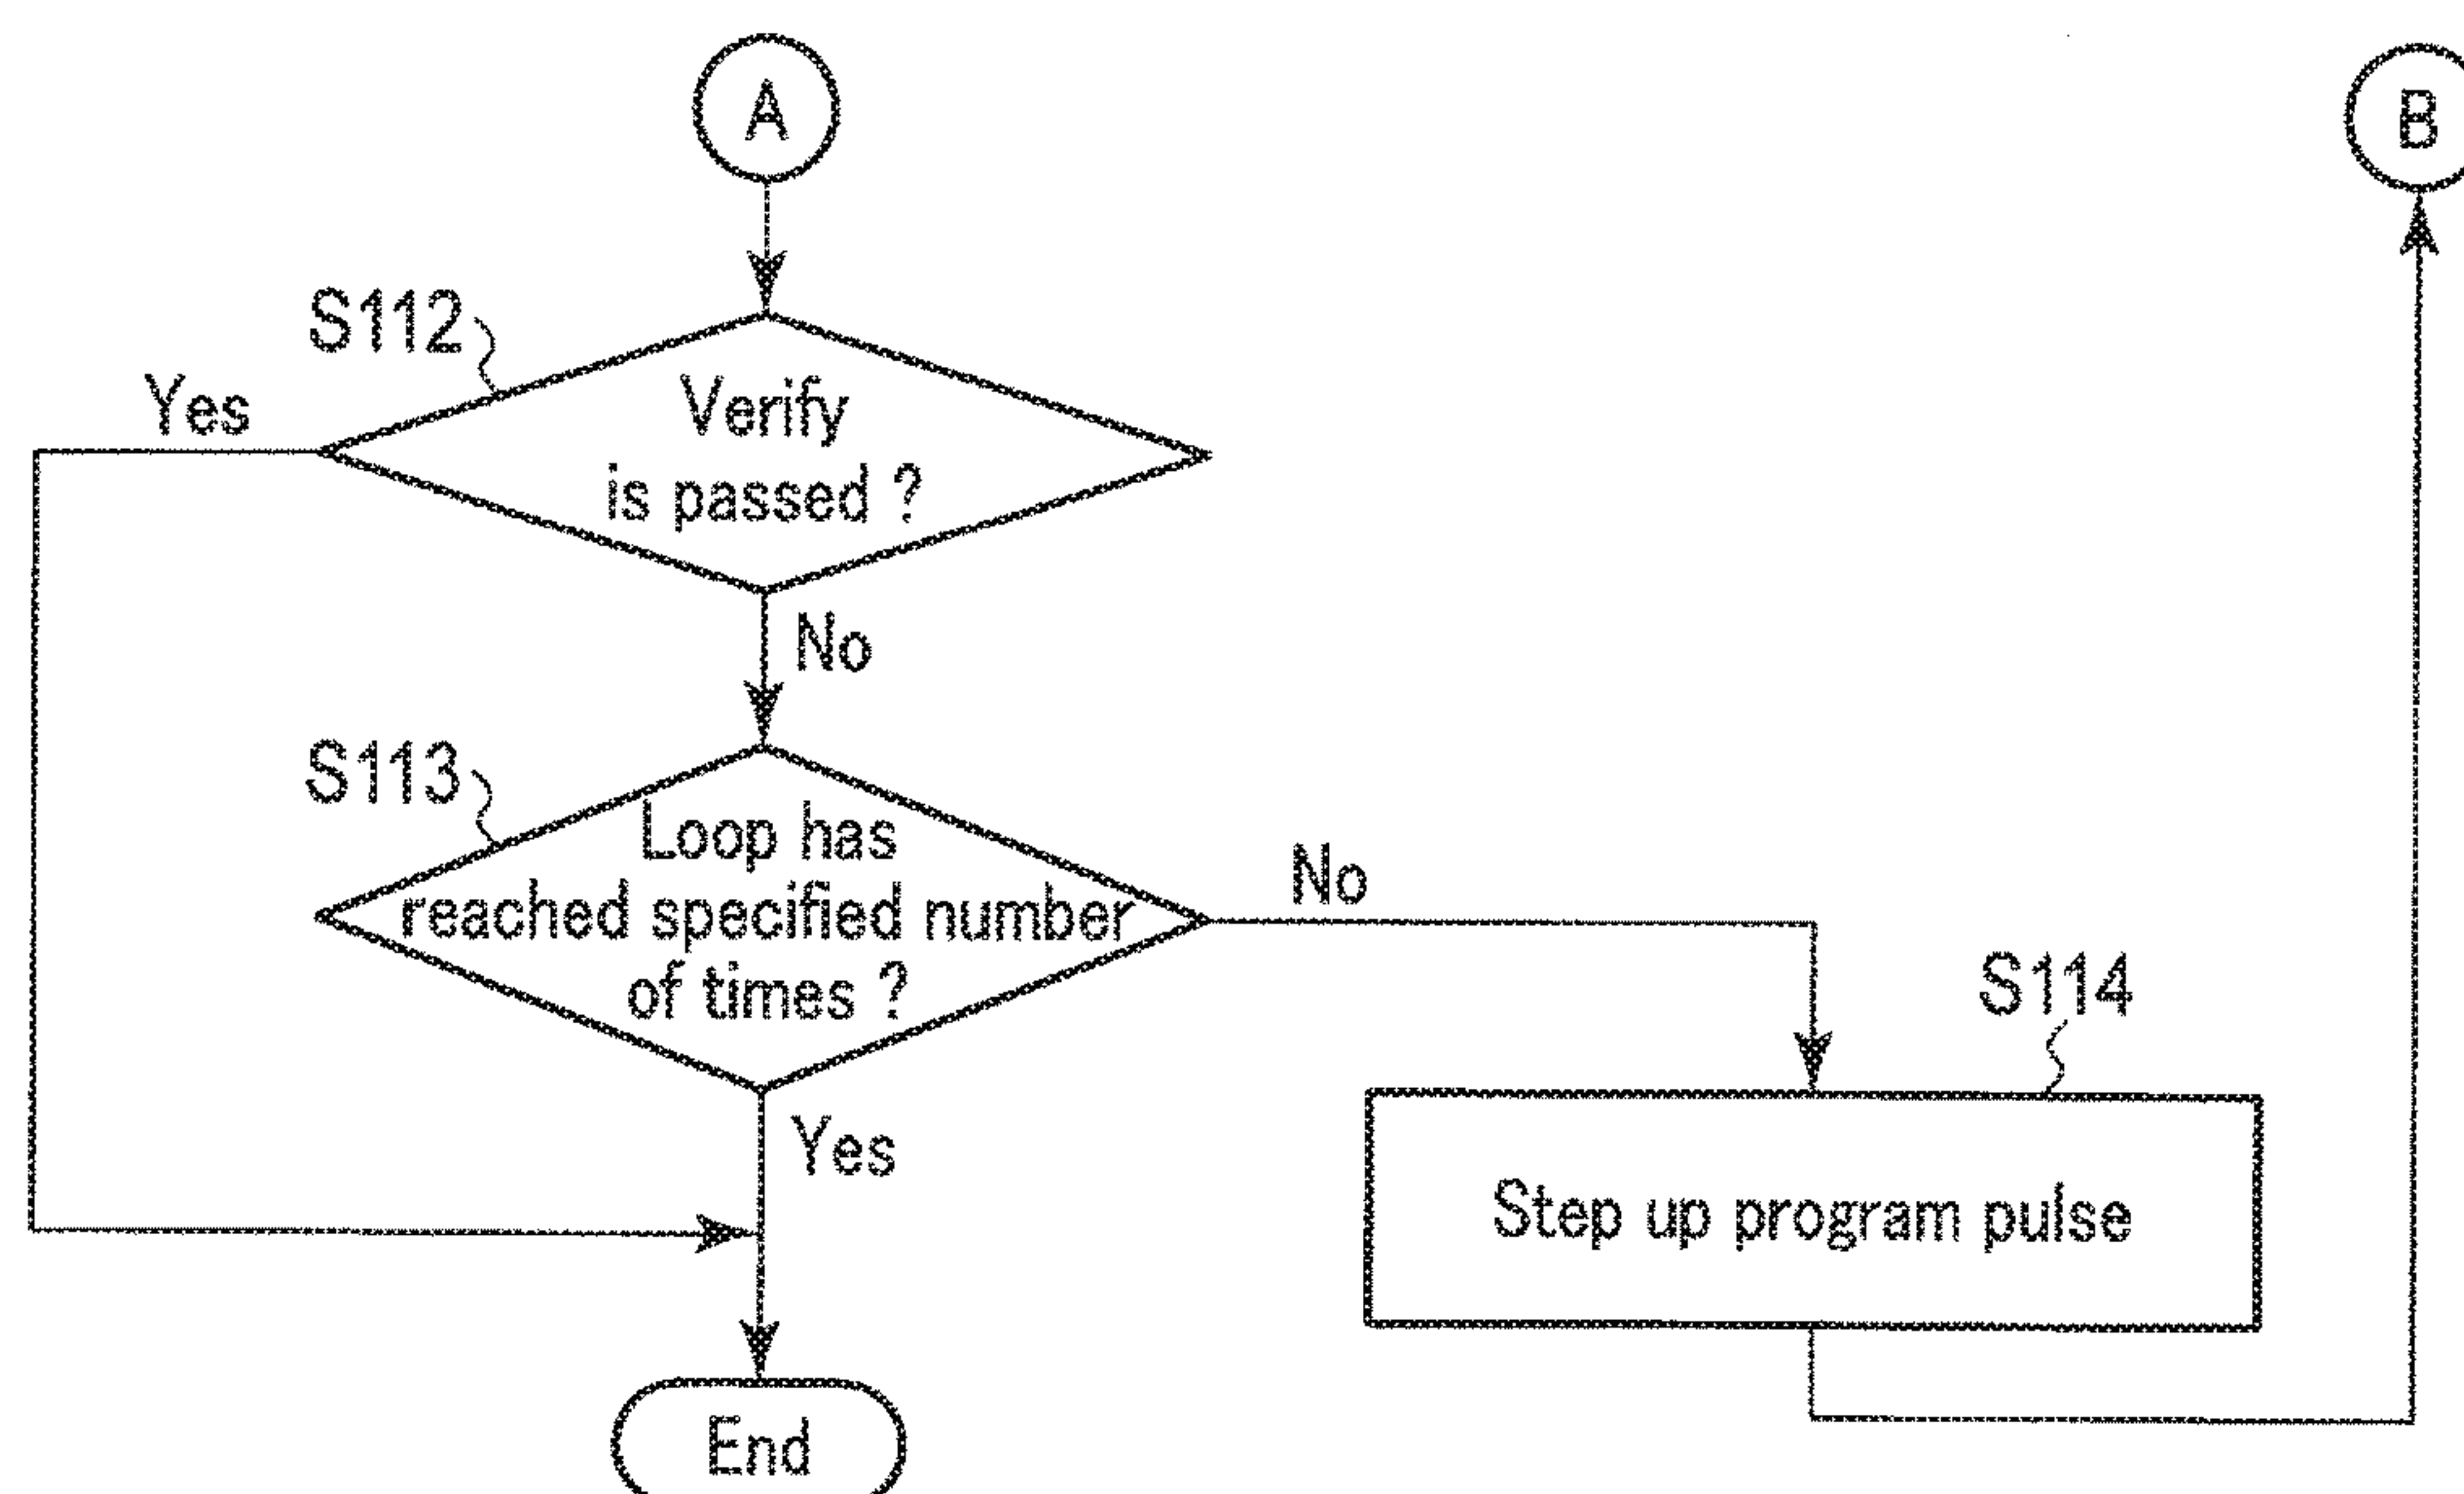 A
B
S112
Yes
Verify
is passed ?
No
S113
Loop has
reached specified number
of times ?
No
S114
Yes
Step up program pulse
End